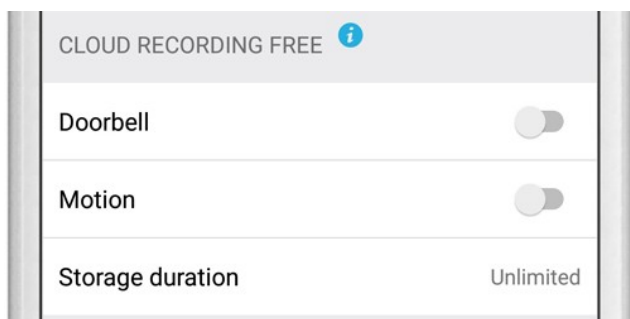 CLOUD RECORDING FREE i
Doorbell
Motion
Storage duration Unlimited